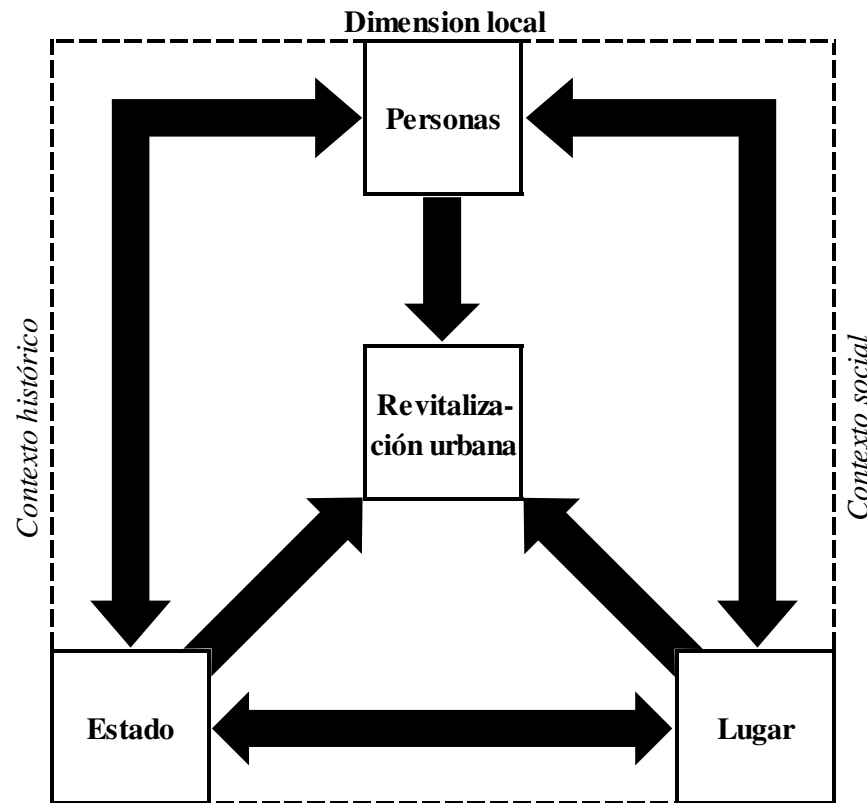 Dimension local
Personas
Contexto histórico
Contexto social
Revitaliza-
ción urbana
Estado
Lugar